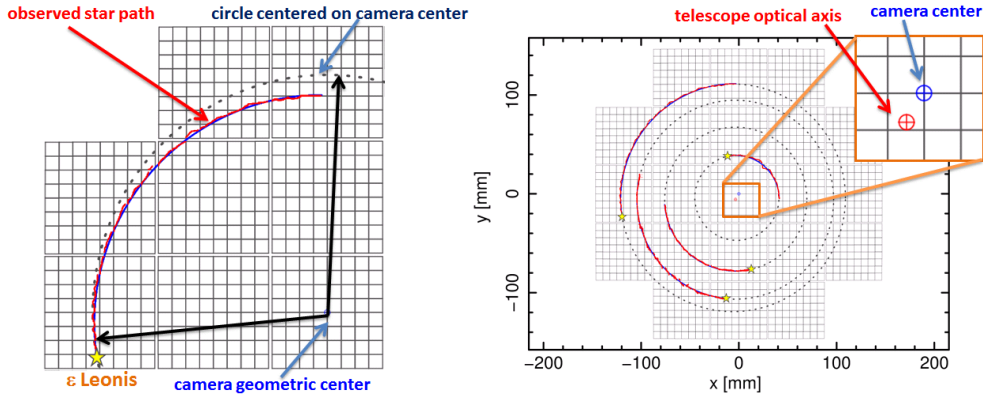 observed star path
circle centered on camera center
ε Leonis
camera geometric center
telescope optical axis
camera center
y [mm]
100
0
−100
−200
−100
0
100
200
x [mm]